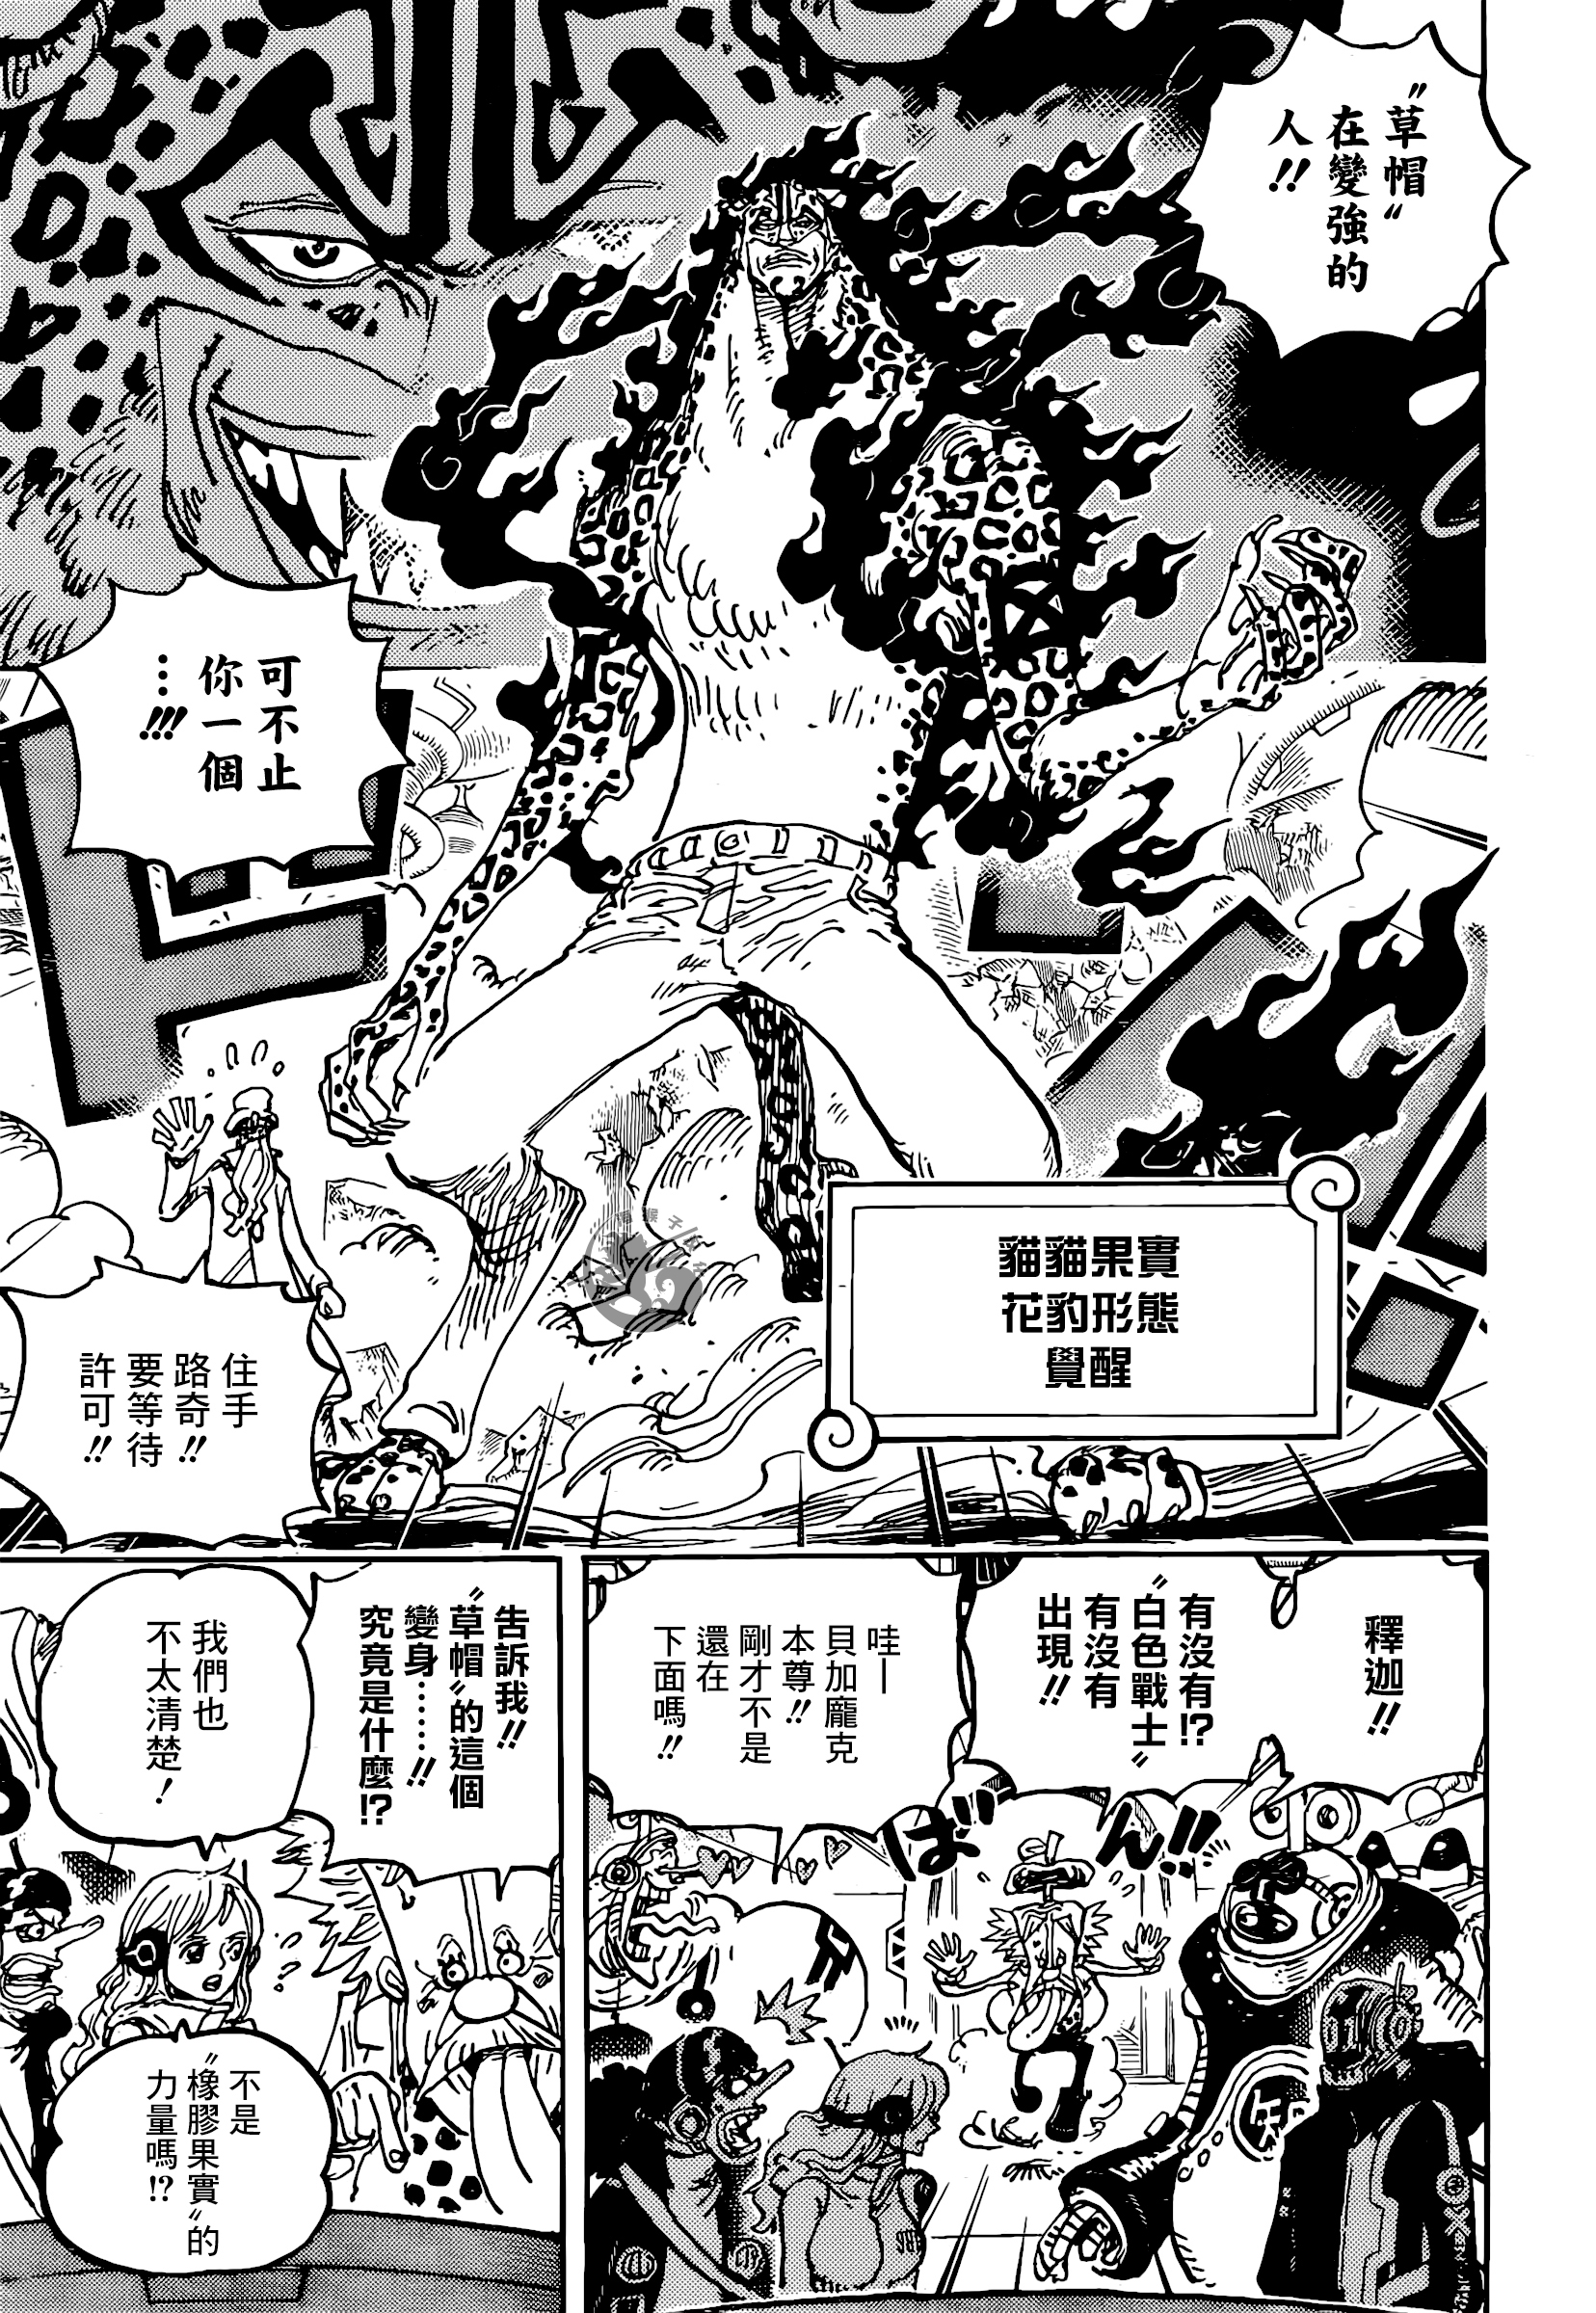 〝草帽〞
在變強的
人!!
可不止
你一個
…!!!
貓貓果實
花豹形態
覺醒
住手
路奇!!
要等待
許可!!
釋迦!!
有沒有!?
〝白色戰士〞
有沒有
出現!!
哇—
貝加龐克
本尊!!
剛才不是
還在
下面嗎!!
ばん!!
告訴我!!
〝草帽〞的這個
變身……!!
究竟是什麼!?
我們也
不太清楚!
不是
〝橡膠果實〞的
力量嗎!?